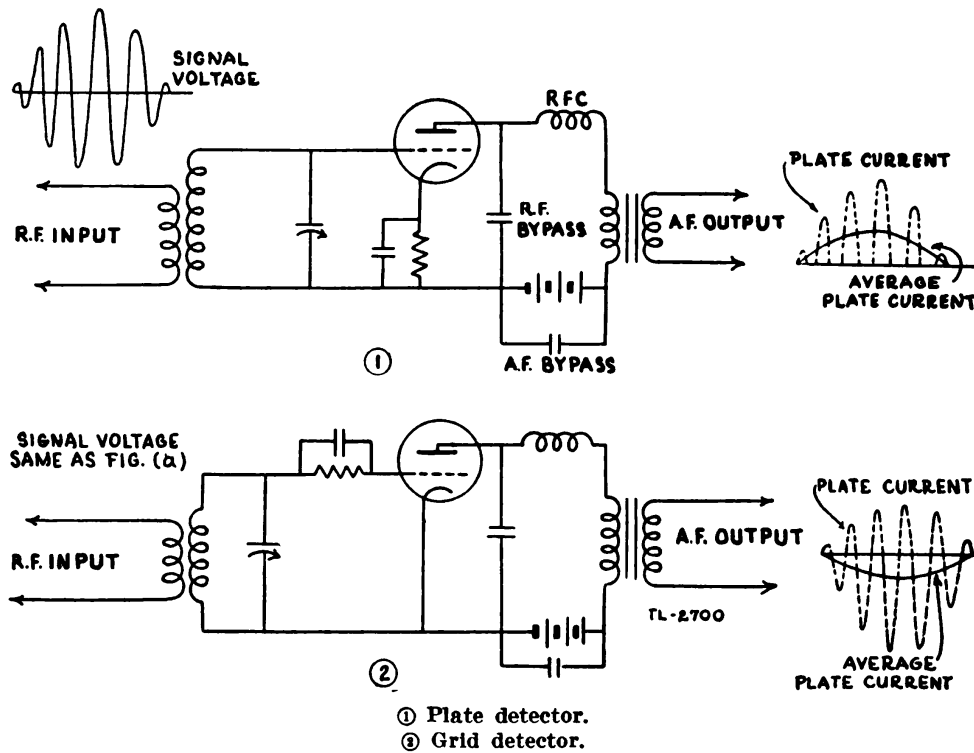 SIGNAL
VOLTAGE
RFC
R.F. INPUT
R.F.
BYPASS
A.F. OUTPUT
PLATE CURRENT
AVERAGE
PLATE CURRENT
A.F. BYPASS
①
SIGNAL VOLTAGE
SAME AS FIG. (a)
R.F. INPUT
A.F. OUTPUT
PLATE CURRENT
TL-2700
AVERAGE
PLATE CURRENT
②
① Plate detector.
② Grid detector.